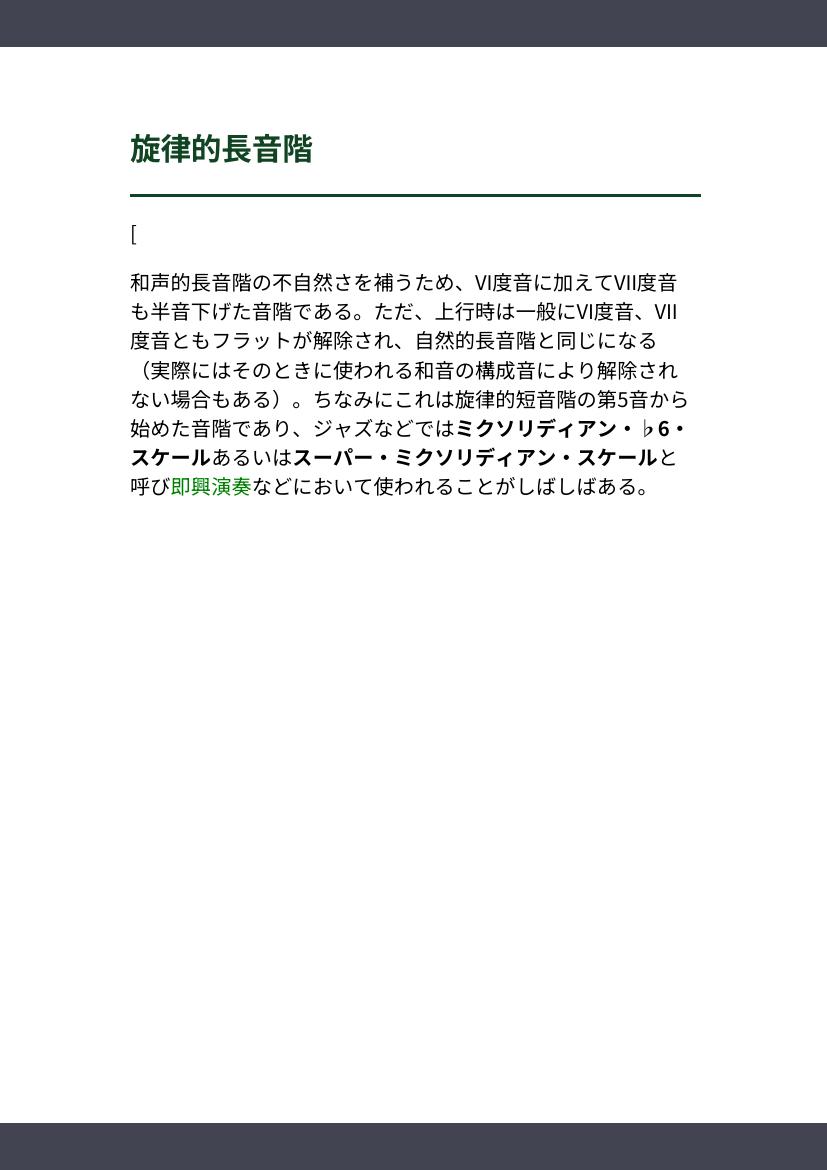 旋律的長音階
[
和声的長音階の不自然さを補うため、VI度音に加えてVII度音
も半音下げた音階である。ただ、上行時は一般にVI度音、VII
度音ともフラットが解除され、自然的長音階と同じになる
（実際にはそのときに使われる和音の構成音により解除され
ない場合もある）。ちなみにこれは旋律的短音階の第5音から
始めた音階であり、ジャズなどではミクソリディアン・♭6・
スケールあるいはスーパー・ミクソリディアン・スケールと
呼び即興演奏などにおいて使われることがしばしばある。